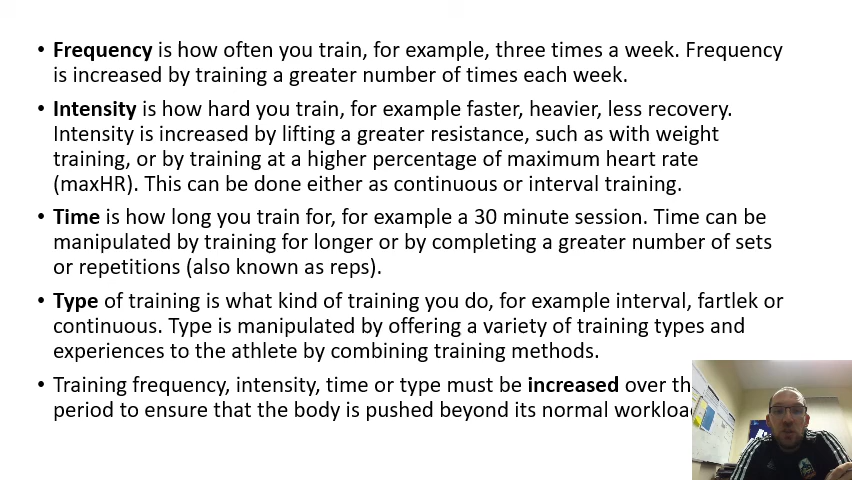 • Frequency is how often you train, for example, three times a week. Frequency
is increased by training a greater number of times each week.
• Intensity is how hard you train, for example faster, heavier, less recovery.
Intensity is increased by lifting a greater resistance, such as with weight
training, or by training at a higher percentage of maximum heart rate
(maxHR). This can be done either as continuous or interval training.
• Time is how long you train for, for example a 30 minute session. Time can be
manipulated by training for longer or by completing a greater number of sets
or repetitions (also known as reps).
• Type of training is what kind of training you do, for example interval, fartlek or
continuous. Type is manipulated by offering a variety of training types and
experiences to the athlete by combining training methods.
• Training frequency, intensity, time or type must be increased over
period to ensure that the body is pushed beyond its normal